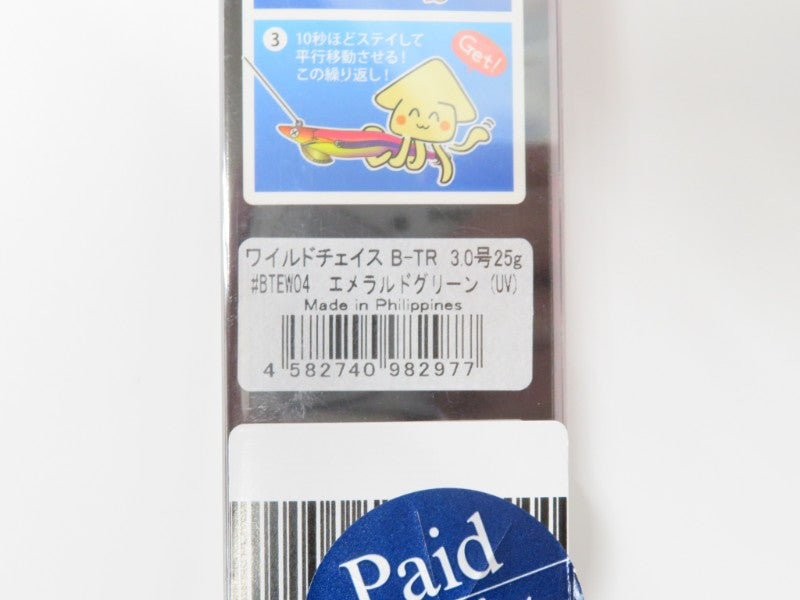 3 10秒ほどステイして
平行移動させる!
この繰り返し!
Get!
ワイルドチェイス B-TR 3.0号25g
#BTEW04 エメラルドグリーン (UV)
Made in Philippines
4 582740 982977
Paid